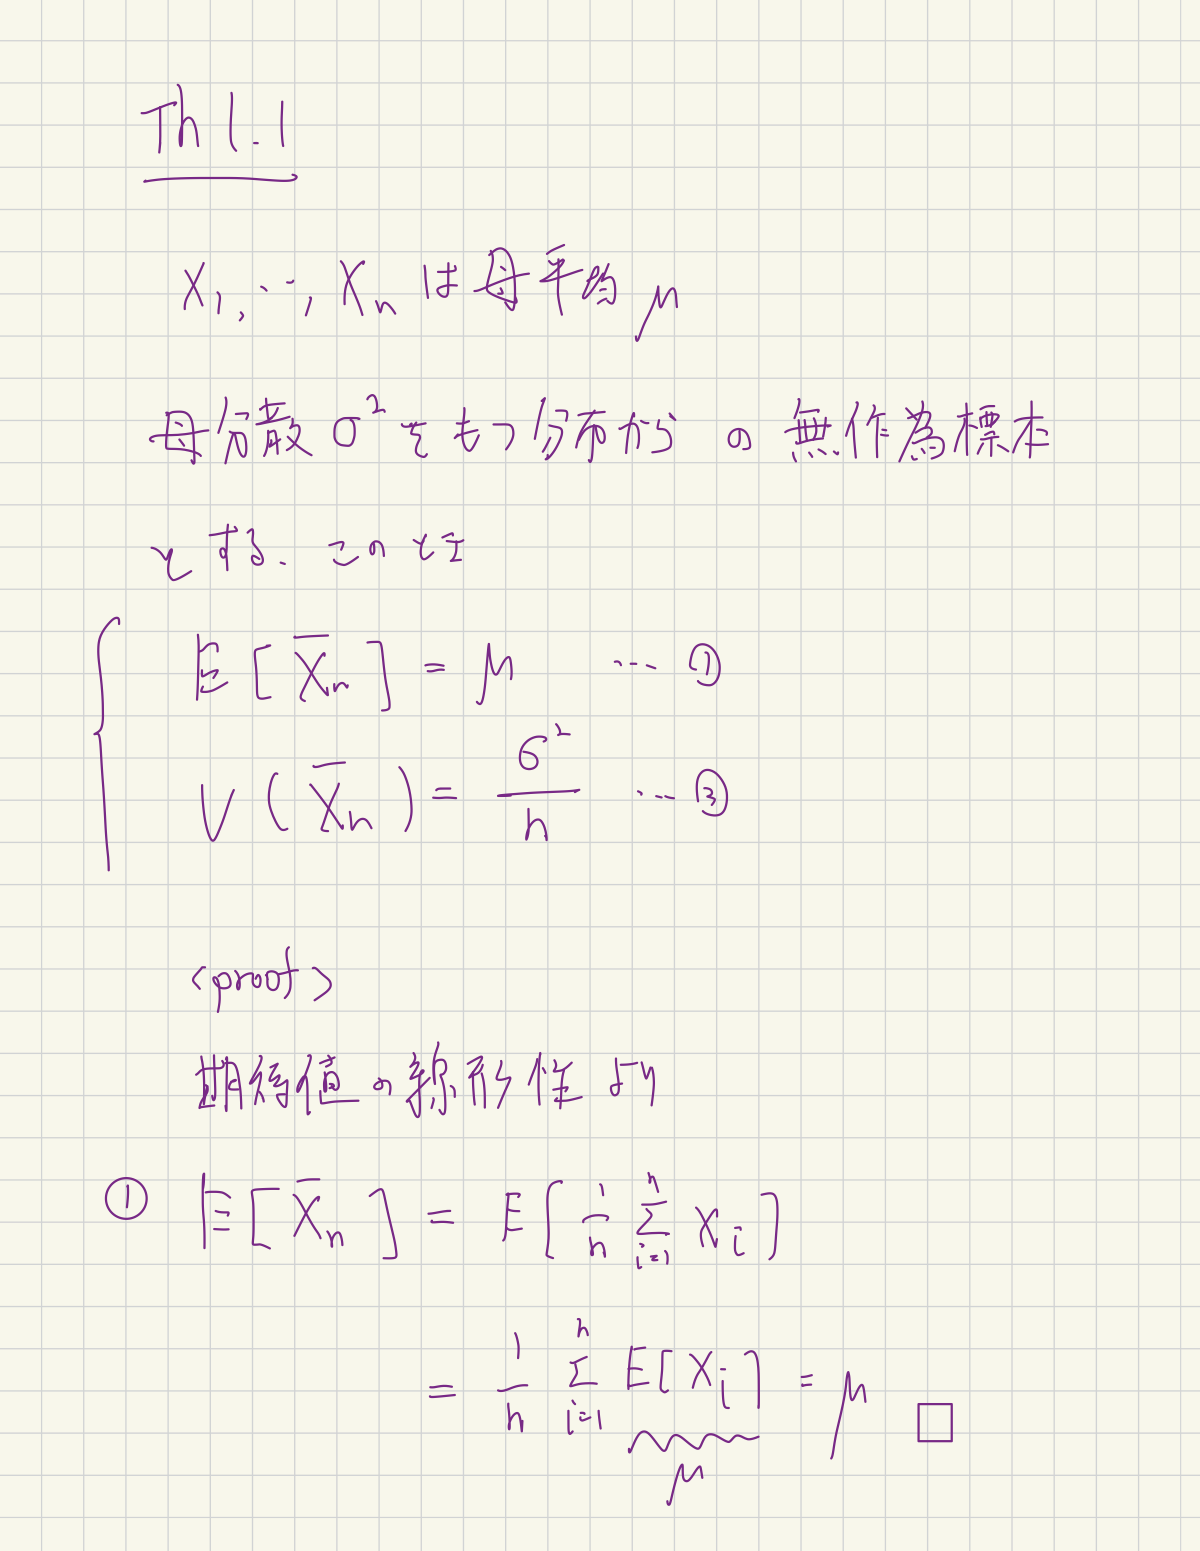 Th 1.1
X₁, ⋯, Xₙ は母平均 μ
母分散 σ² をもつ分布からの無作為標本
とする. このとき
𝔼[X̄ₙ] = μ ⋯ ①
V(X̄ₙ) = σ²/n ⋯ ②
<proof>
期待値の線形性より
① 𝔼[X̄ₙ] = E[1/n Σⁿᵢ₌₁ Xᵢ]
= 1/n Σⁿᵢ₌₁ E[Xᵢ] = μ □
μ